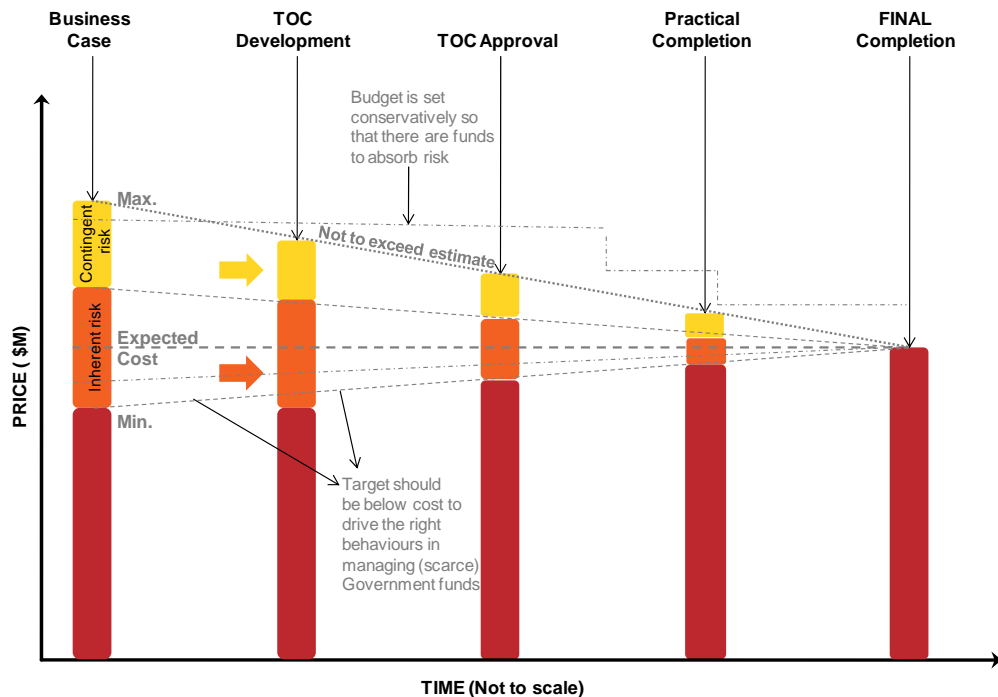 Business
Case
TOC
Development
TOC Approval
Practical
Completion
FINAL
Completion
Budget is set
conservatively so
that there are funds
to absorb risk
Max.
Not to exceed estimate
Contingent
risk
Inherent risk
Expected
Cost
Min.
Target should
be below cost to
drive the right
behaviours in
managing (scarce)
Government funds
PRICE ( $M)
TIME (Not to scale)